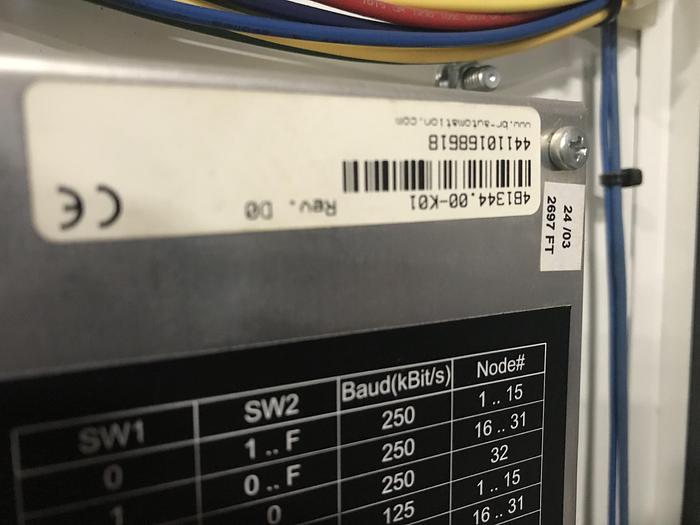 4B1344.00-K01 Rev. D0
44110168618
www.br-automation.com
CE
24 /03
2697 FT
SW1 SW2 Baud(kBit/s) Node#
0 1 .. F 250 1 .. 15
1 0 .. F 250 16 .. 31
0 250 32
125 1 .. 15
16 .. 31